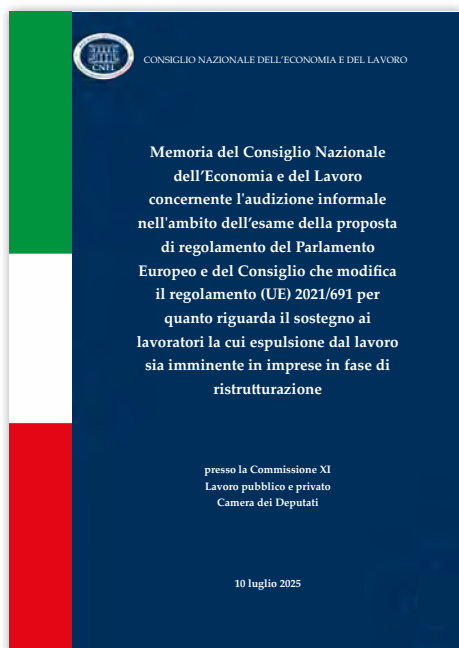 CNEL
CONSIGLIO NAZIONALE DELL'ECONOMIA E DEL LAVORO
Memoria del Consiglio Nazionale
dell’Economia e del Lavoro
concernente l'audizione informale
nell'ambito dell’esame della proposta
di regolamento del Parlamento
Europeo e del Consiglio che modifica
il regolamento (UE) 2021/691 per
quanto riguarda il sostegno ai
lavoratori la cui espulsione dal lavoro
sia imminente in imprese in fase di
ristrutturazione
presso la Commissione XI
Lavoro pubblico e privato
Camera dei Deputati
10 luglio 2025